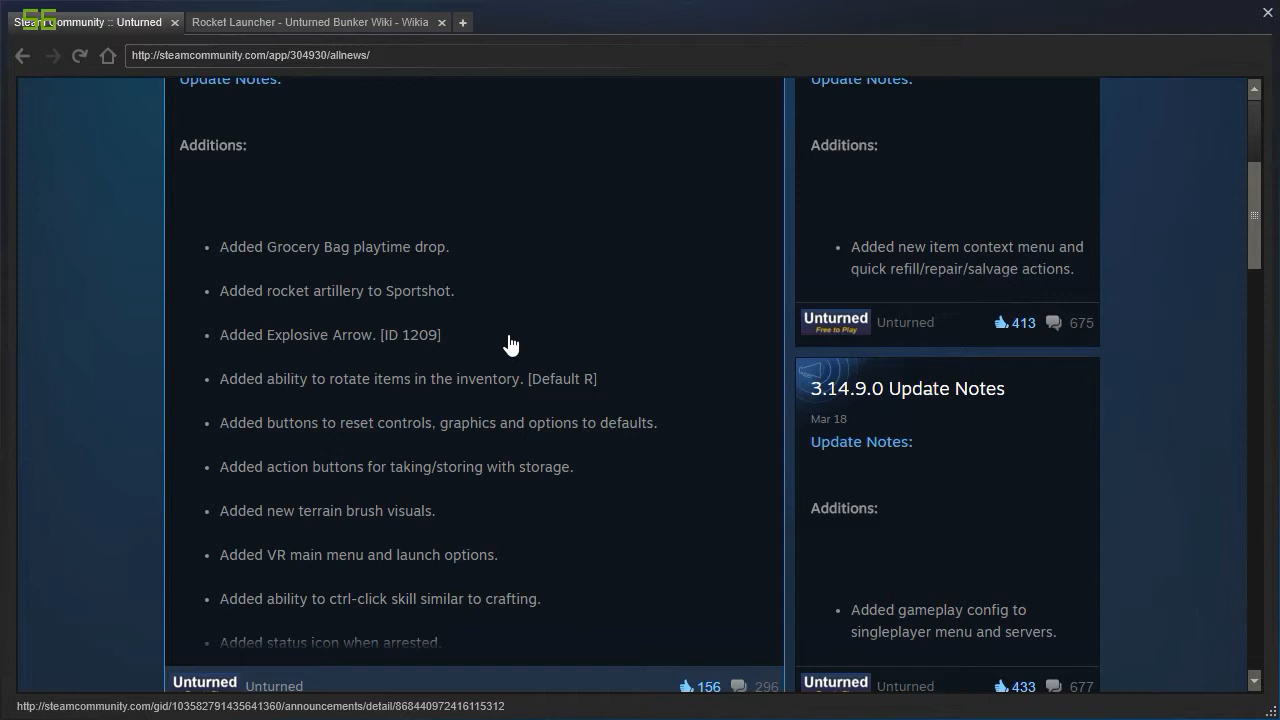 Steam Community :: Unturned
Rocket Launcher - Unturned Bunker Wiki - Wikia
http://steamcommunity.com/app/304930/allnews/
Update Notes:
Additions:
• Added Grocery Bag playtime drop.
• Added rocket artillery to Sportshot.
• Added Explosive Arrow. [ID 1209]
• Added ability to rotate items in the inventory. [Default R]
• Added buttons to reset controls, graphics and options to defaults.
• Added action buttons for taking/storing with storage.
• Added new terrain brush visuals.
• Added VR main menu and launch options.
• Added ability to ctrl-click skill similar to crafting.
• Added status icon when arrested.
Unturned
Unturned
156
296
Update Notes:
Additions:
• Added new item context menu and
quick refill/repair/salvage actions.
Unturned
Free to Play
Unturned
413
675
3.14.9.0 Update Notes
Mar 18
Update Notes:
Additions:
• Added gameplay config to
singleplayer menu and servers.
Unturned
Unturned
433
677
http://steamcommunity.com/gid/103582791435641360/announcements/detail/868440972416115312